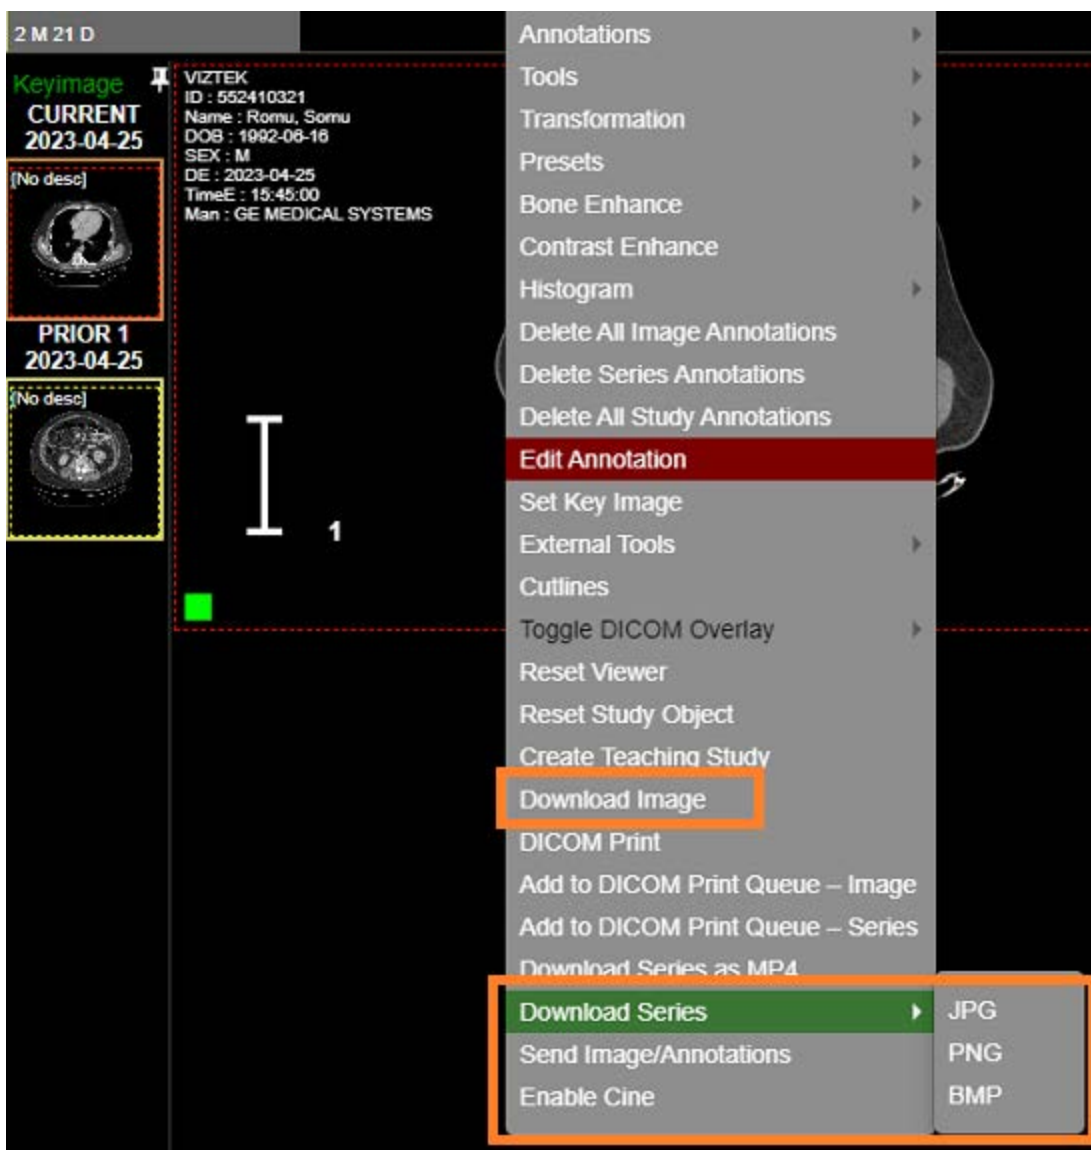 2 M 21 D
Keyimage
CURRENT
2023-04-25
[No desc]
PRIOR 1
2023-04-25
[No desc]
VIZTEK
ID : 552410321
Name : Romu, Somu
DOB : 1992-06-16
SEX : M
DE : 2023-04-25
TimeE : 15:45:00
Man : GE MEDICAL SYSTEMS
1
Annotations
Tools
Transformation
Presets
Bone Enhance
Contrast Enhance
Histogram
Delete All Image Annotations
Delete Series Annotations
Delete All Study Annotations
Edit Annotation
Set Key Image
External Tools
Cutlines
Toggle DICOM Overlay
Reset Viewer
Reset Study Object
Create Teaching Study
Download Image
DICOM Print
Add to DICOM Print Queue – Image
Add to DICOM Print Queue – Series
Download Series as MP4
Download Series
Send Image/Annotations
Enable Cine
JPG
PNG
BMP